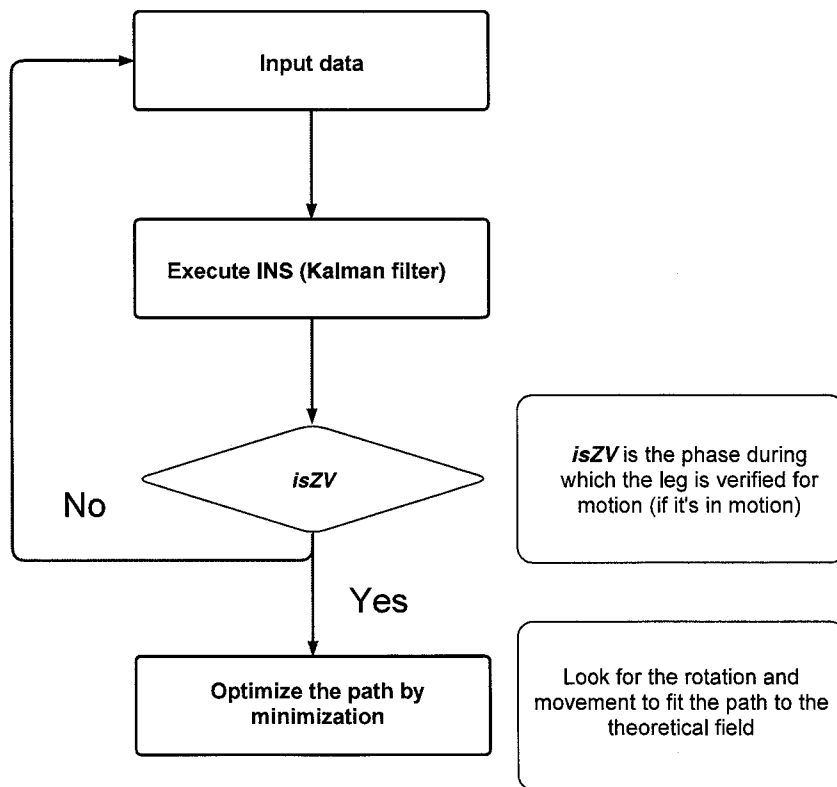 Input data
Execute INS (Kalman filter)
isZV
isZV is the phase during
which the leg is verified for
motion (if it's in motion)
No
Yes
Optimize the path by
minimization
Look for the rotation and
movement to fit the path to the
theoretical field